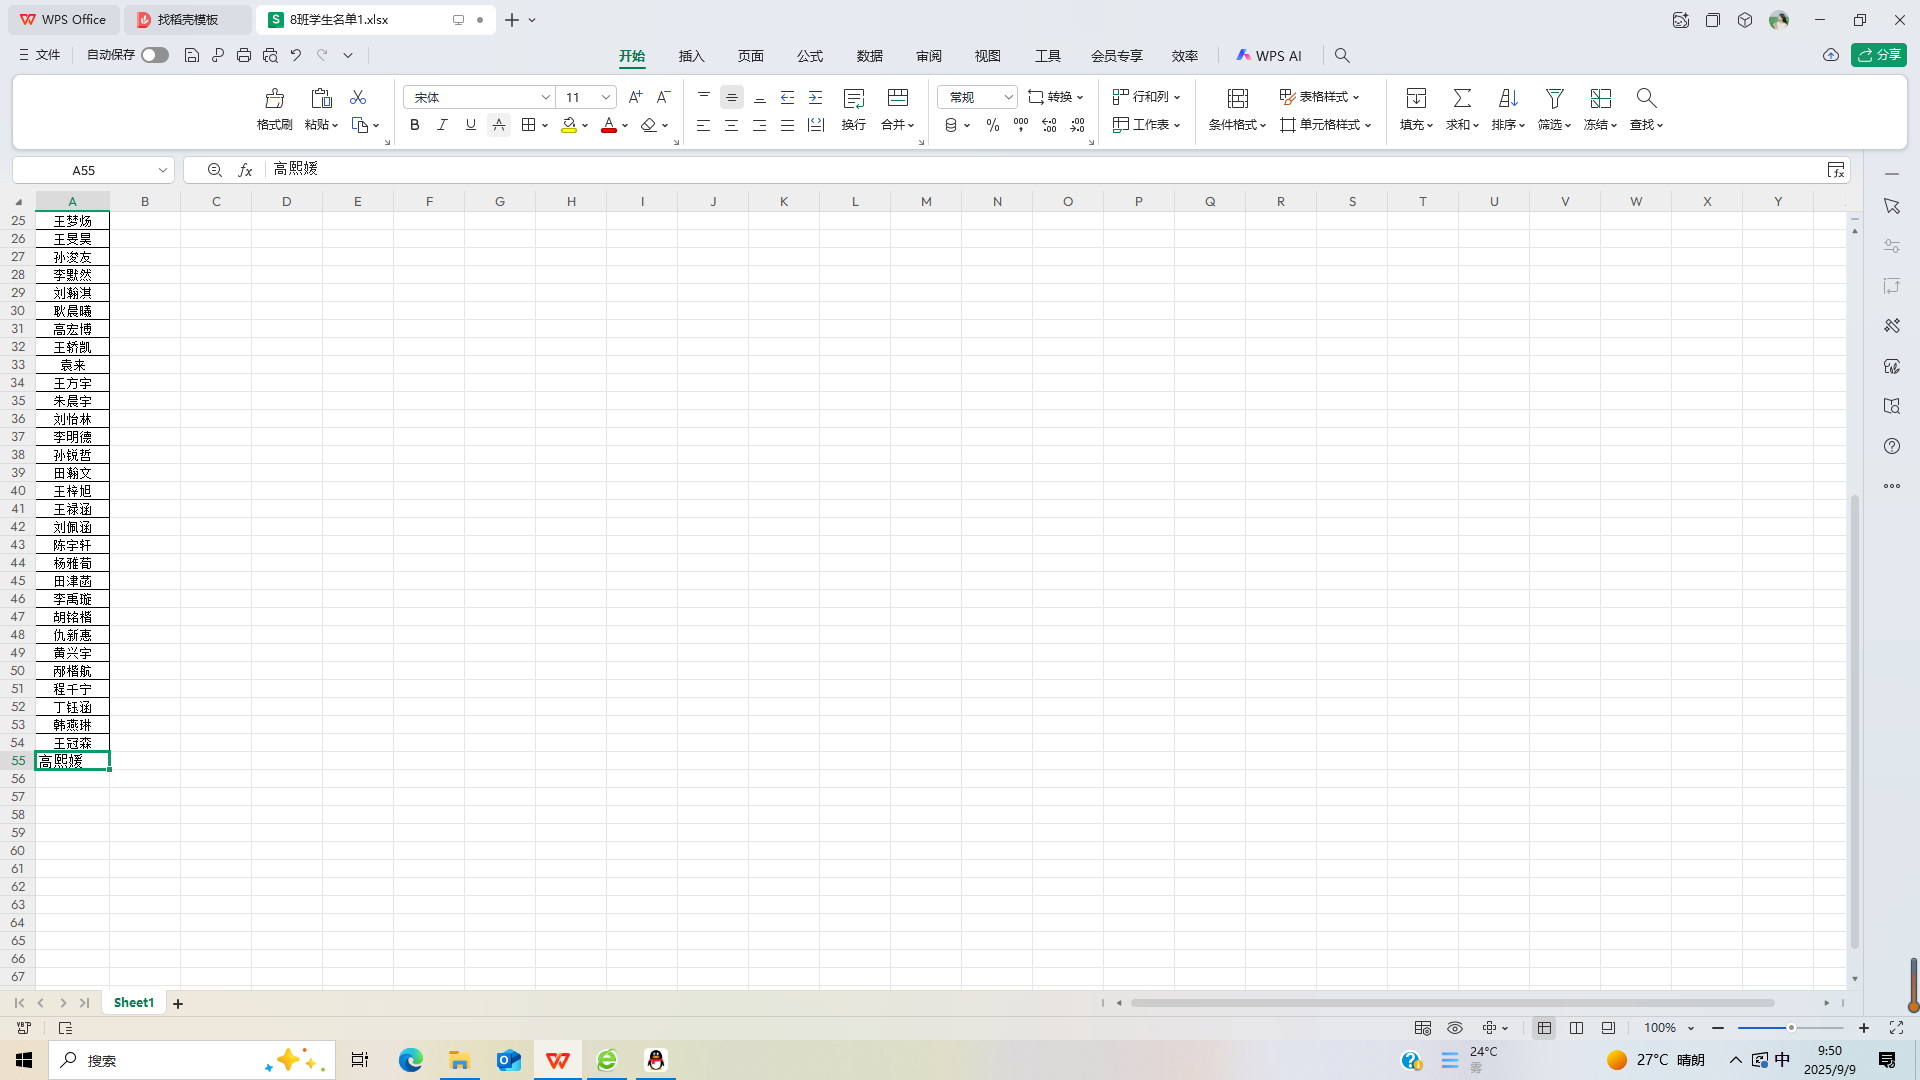 WPS Office
找稻壳模板
8班学生名单1.xlsx
文件
自动保存
开始
插入
页面
公式
数据
审阅
视图
工具
会员专享
效率
WPS AI
分享
格式刷
粘贴
宋体
11
换行
合并
常规
转换
行和列
工作表
条件格式
表格样式
单元格样式
填充
求和
排序
筛选
冻结
查找
A55
高熙媛
A B C D E F G H I J K L M N O P Q R S T U V W X Y
25 王梦炀
26 王旻昊
27 孙浚友
28 李默然
29 刘瀚淇
30 耿晨曦
31 高宏博
32 王轿凯
33 袁来
34 王方宇
35 朱晨宇
36 刘怡林
37 李明德
38 孙锐哲
39 田瀚文
40 王梓旭
41 王禄涵
42 刘佩涵
43 陈宇轩
44 杨雅荀
45 田津菡
46 李禹璇
47 胡铭楷
48 仇新惠
49 黄兴宇
50 邴楷航
51 程千宁
52 丁钰涵
53 韩燕琳
54 王冠森
55 高熙媛
56
57
58
59
60
61
62
63
64
65
66
67
Sheet1
100%
搜索
24°C
雾
27°C 晴朗
中
9:50
2025/9/9